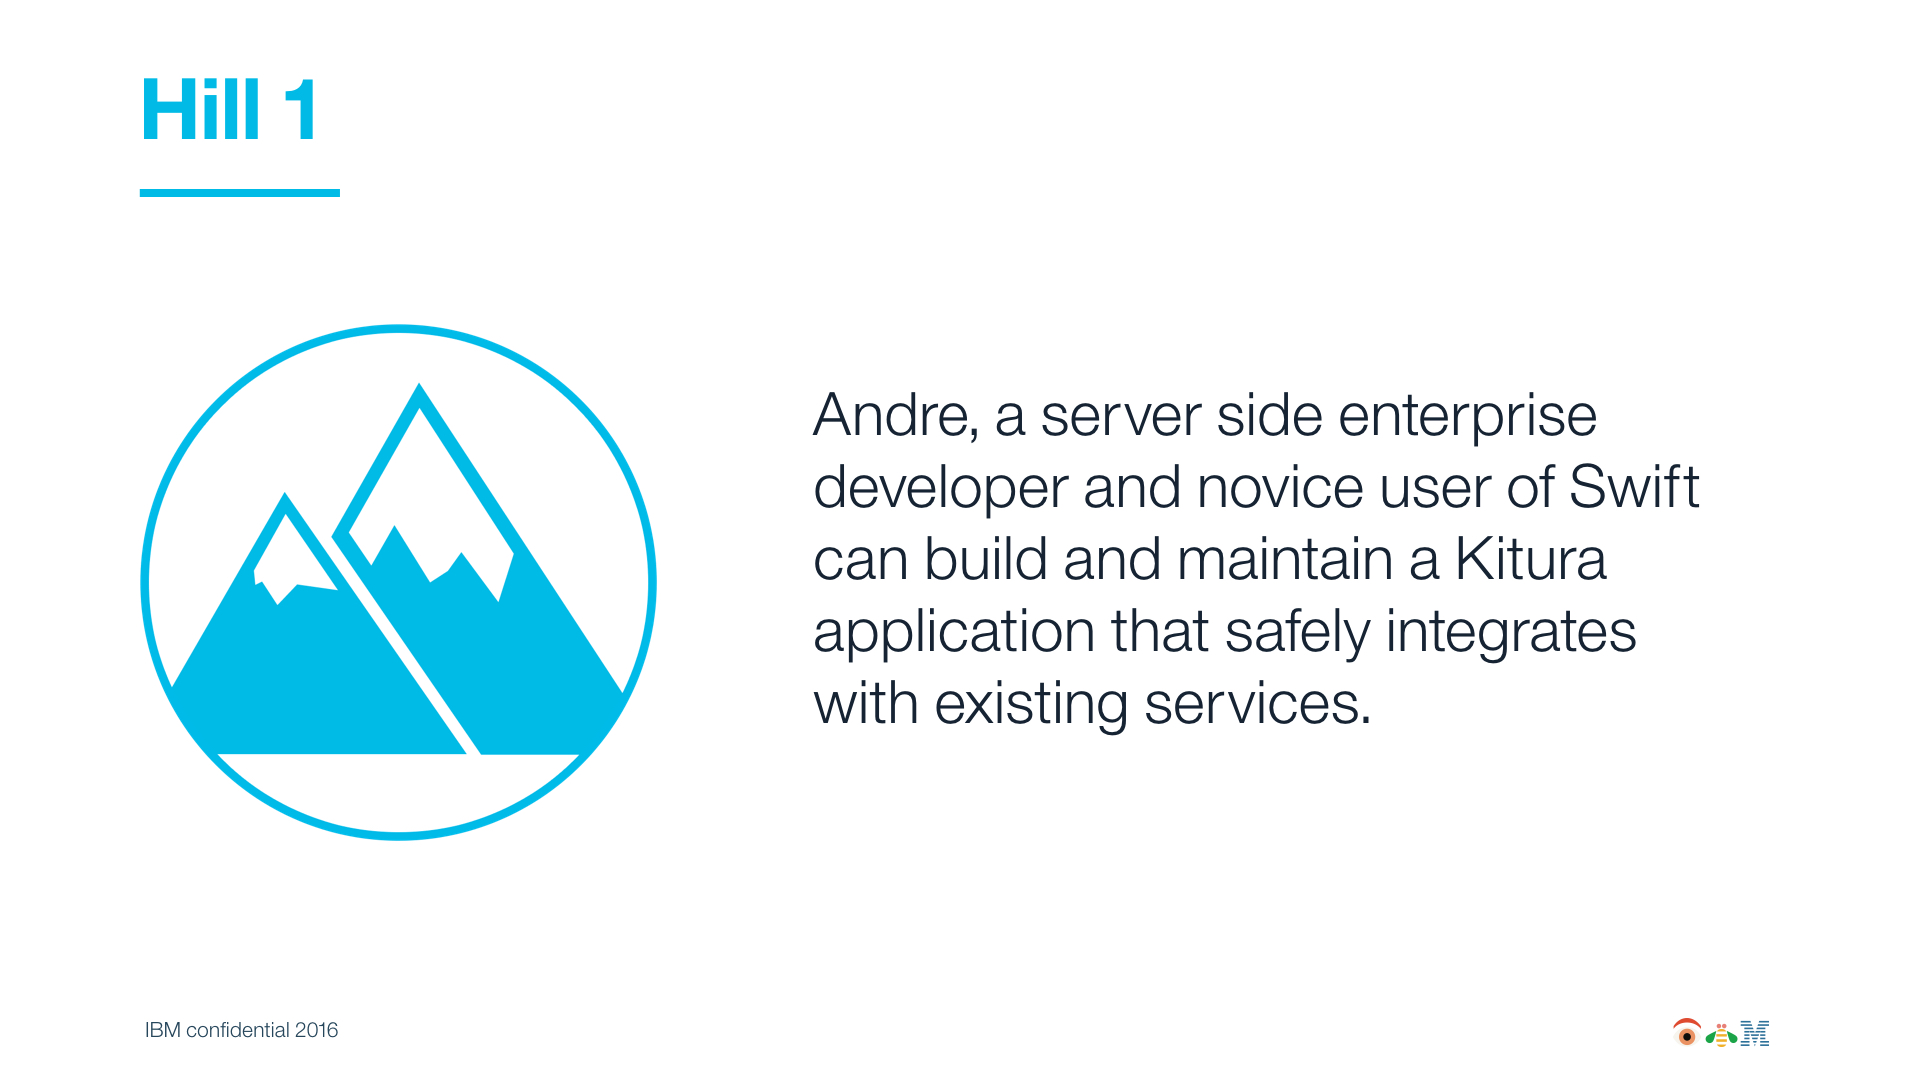 Hill 1
Andre, a server side enterprise
developer and novice user of Swift
can build and maintain a Kitura
application that safely integrates
with existing services.
IBM confidential 2016
M